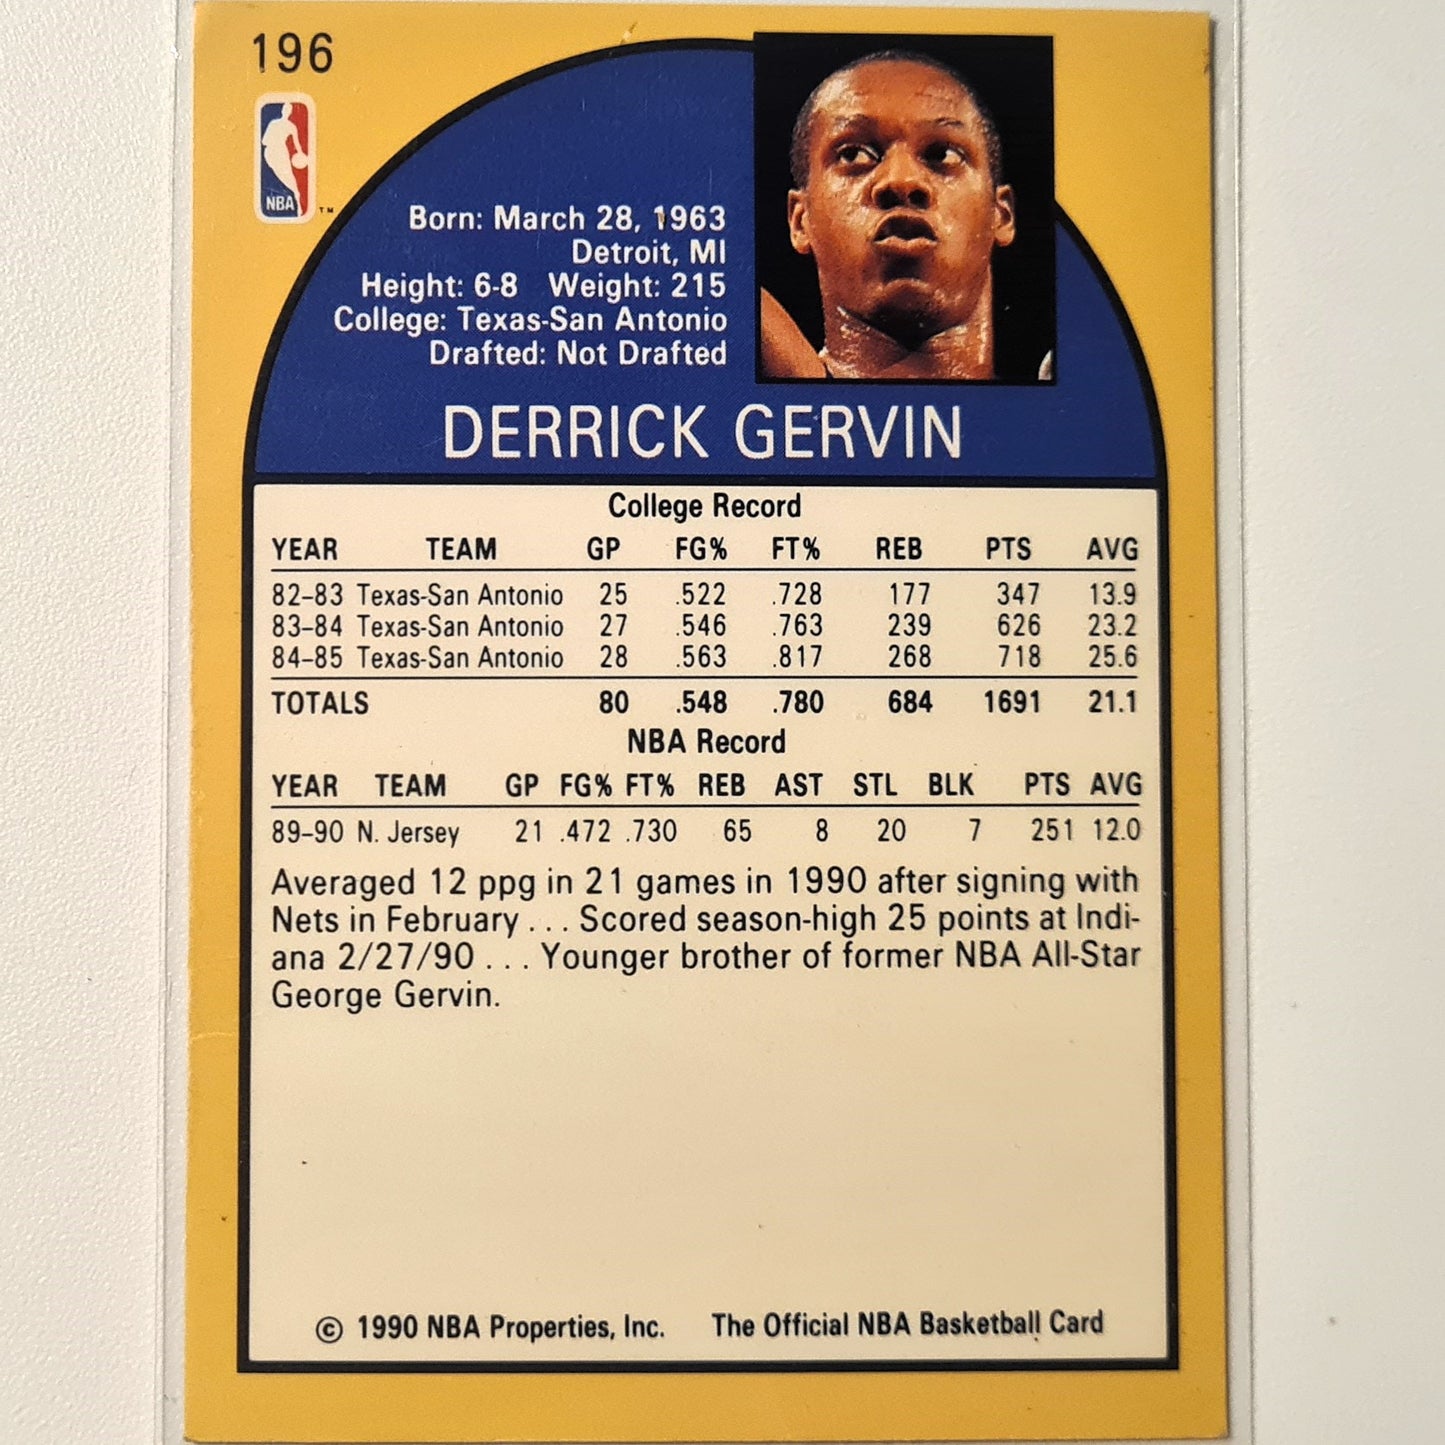 196
NBA
TM
Born: March 28, 1963
Detroit, MI
Height: 6-8 Weight: 215
College: Texas-San Antonio
Drafted: Not Drafted
DERRICK GERVIN
College Record
YEAR TEAM GP FG% FT% REB PTS AVG
82–83 Texas-San Antonio 25 .522 .728 177 347 13.9
83–84 Texas-San Antonio 27 .546 .763 239 626 23.2
84–85 Texas-San Antonio 28 .563 .817 268 718 25.6
TOTALS 80 .548 .780 684 1691 21.1
NBA Record
YEAR TEAM GP FG% FT% REB AST STL BLK PTS AVG
89–90 N. Jersey 21 .472 .730 65 8 20 7 251 12.0
Averaged 12 ppg in 21 games in 1990 after signing with
Nets in February . . . Scored season-high 25 points at Indi-
ana 2/27/90 . . . Younger brother of former NBA All-Star
George Gervin.
© 1990 NBA Properties, Inc. The Official NBA Basketball Card